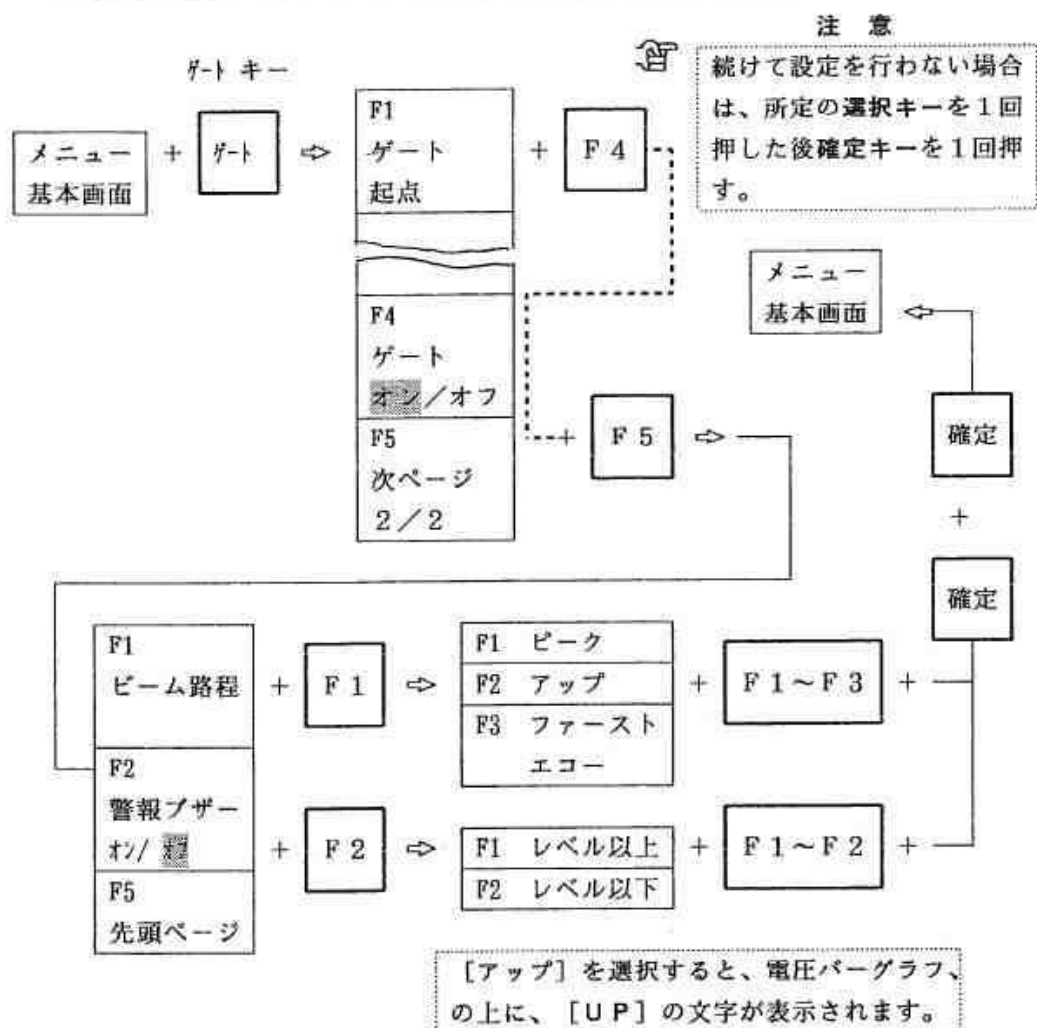 注 意
続けて設定を行わない場合
は、所定の選択キーを1回
押した後確定キーを1回押
す。
ゲート キー
メニュー
基本画面
+
ゲート
⇨
F1
ゲート
起点
+
F4
F4
ゲート
オン/オフ
F5
次ページ
2/2
+
F5
⇨
メニュー
基本画面
⇦
確定
+
確定
F1
ビーム路程
+
F1
⇨
F1 ピーク
F2 アップ
F3 ファースト
エコー
+
F1~F3
+
F2
警報ブザー
オン/オフ
+
F2
⇨
F1 レベル以上
F2 レベル以下
+
F1~F2
+
F5
先頭ページ
[アップ]を選択すると、電圧バーグラフ、
の上に、[UP]の文字が表示されます。